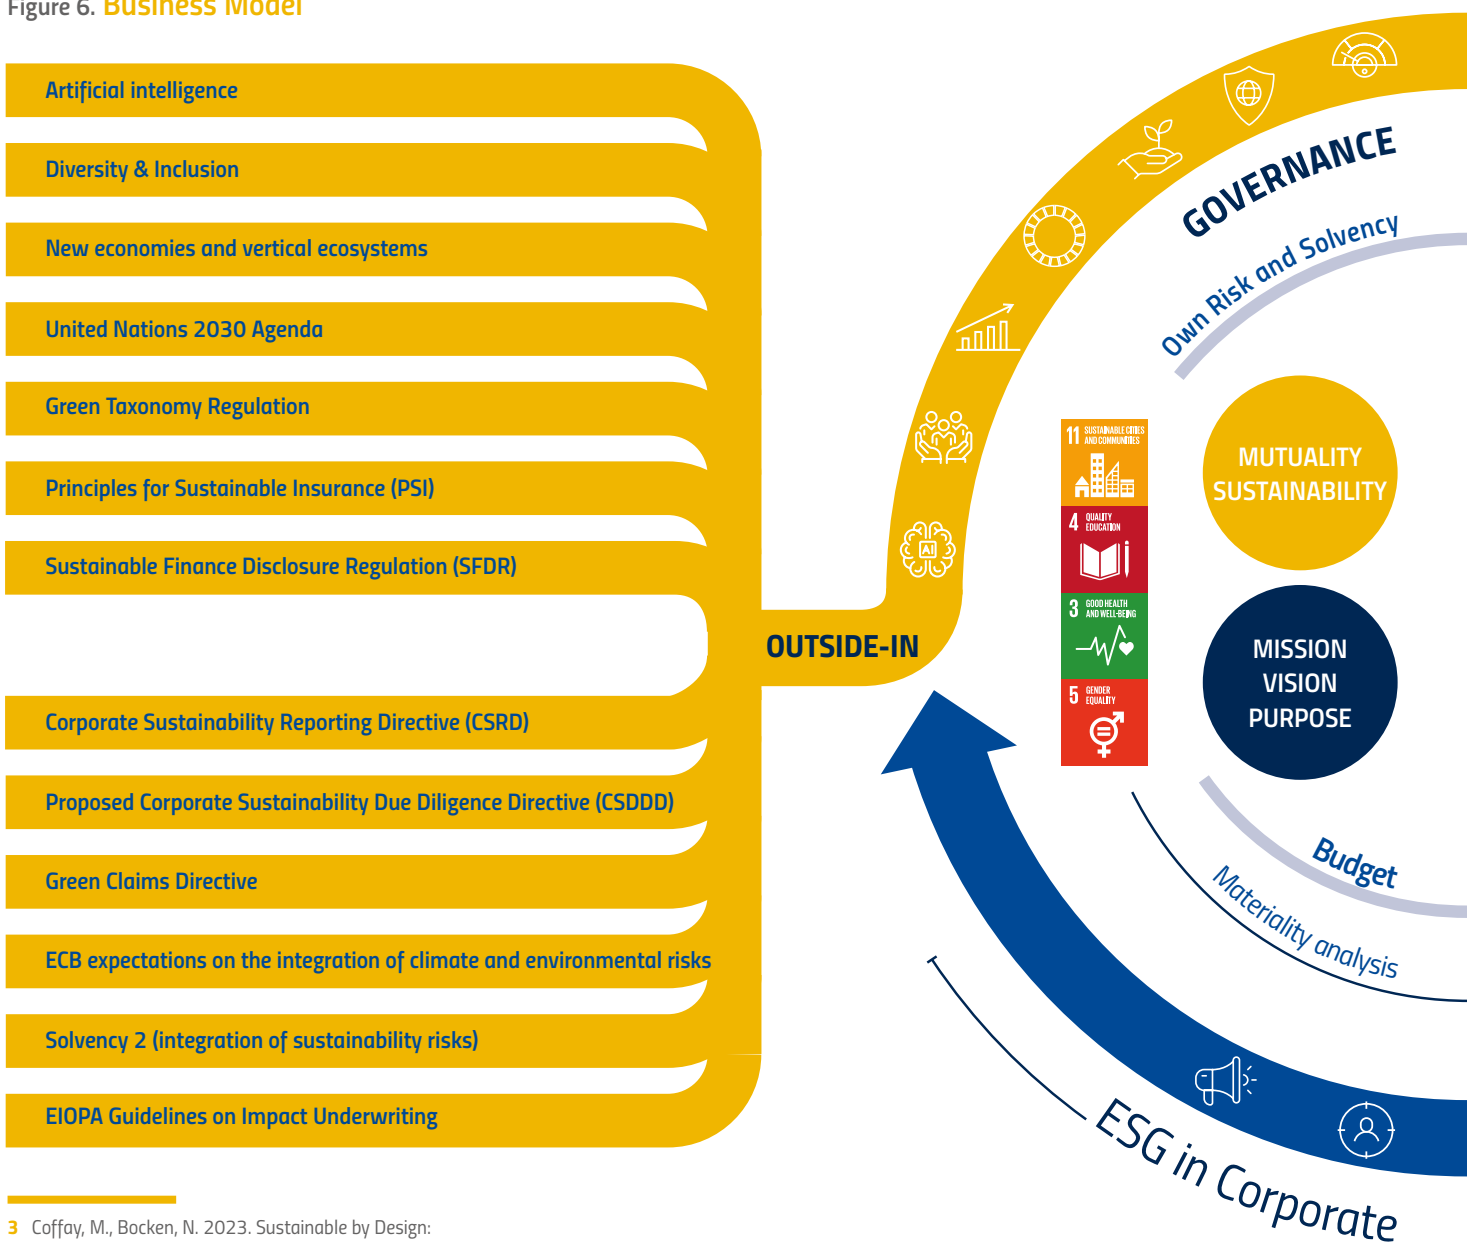 Figure 6. Business Model
Artificial intelligence
Diversity & Inclusion
New economies and vertical ecosystems
United Nations 2030 Agenda
Green Taxonomy Regulation
Principles for Sustainable Insurance (PSI)
Sustainable Finance Disclosure Regulation (SFDR)
Corporate Sustainability Reporting Directive (CSRD)
Proposed Corporate Sustainability Due Diligence Directive (CSDDD)
Green Claims Directive
ECB expectations on the integration of climate and environmental risks
Solvency 2 (integration of sustainability risks)
EIOPA Guidelines on Impact Underwriting
OUTSIDE-IN
AI
GOVERNANCE
Own Risk and Solvency
11 SUSTAINABLE CITIES
AND COMMUNITIES
4 QUALITY
EDUCATION
3 GOOD HEALTH
AND WELL-BEING
5 GENDER
EQUALITY
MUTUALITY
SUSTAINABILITY
MISSION
VISION
PURPOSE
Budget
Materiality analysis
ESG in Corporate
3 Coffay, M., Bocken, N. 2023. Sustainable by Design: